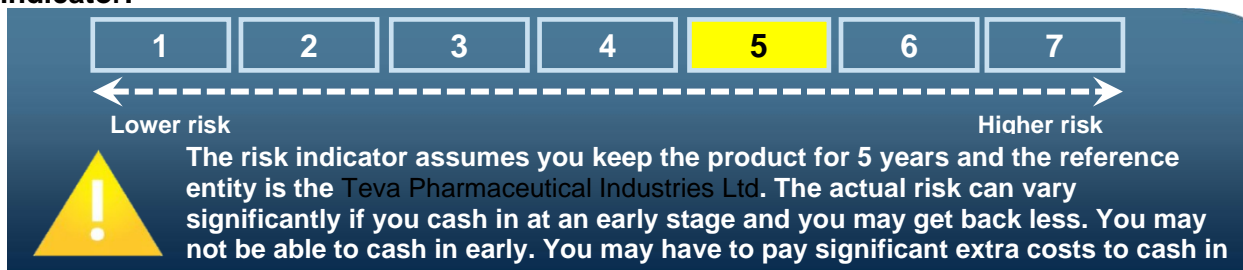 indicator:
1 2 3 4 5 6 7
Lower risk Higher risk
The risk indicator assumes you keep the product for 5 years and the reference
entity is the Teva Pharmaceutical Industries Ltd. The actual risk can vary
significantly if you cash in at an early stage and you may get back less. You may
not be able to cash in early. You may have to pay significant extra costs to cash in